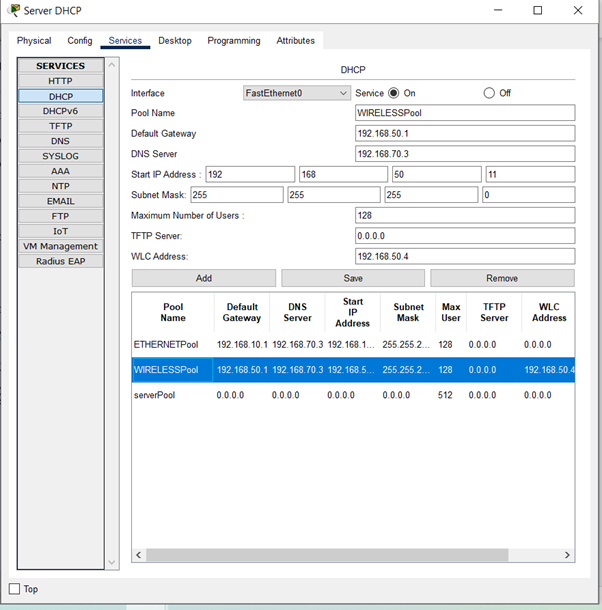 Server DHCP
Physical Config Services Desktop Programming Attributes
SERVICES
HTTP
DHCP
DHCPv6
TFTP
DNS
SYSLOG
AAA
NTP
EMAIL
FTP
IoT
VM Management
Radius EAP
DHCP
Interface FastEthernet0 Service On Off
Pool Name WIRELESSPool
Default Gateway 192.168.50.1
DNS Server 192.168.70.3
Start IP Address : 192 168 50 11
Subnet Mask: 255 255 255 0
Maximum Number of Users : 128
TFTP Server: 0.0.0.0
WLC Address: 192.168.50.4
Add Save Remove
Pool Name Default Gateway DNS Server Start IP Address Subnet Mask Max User TFTP Server WLC Address
ETHERNETPool 192.168.10.1 192.168.70.3 192.168.1... 255.255.2... 128 0.0.0.0 0.0.0.0
WIRELESSPool 192.168.50.1 192.168.70.3 192.168.5... 255.255.2... 128 0.0.0.0 192.168.50.4
serverPool 0.0.0.0 0.0.0.0 0.0.0.0 0.0.0.0 512 0.0.0.0 0.0.0.0
Top